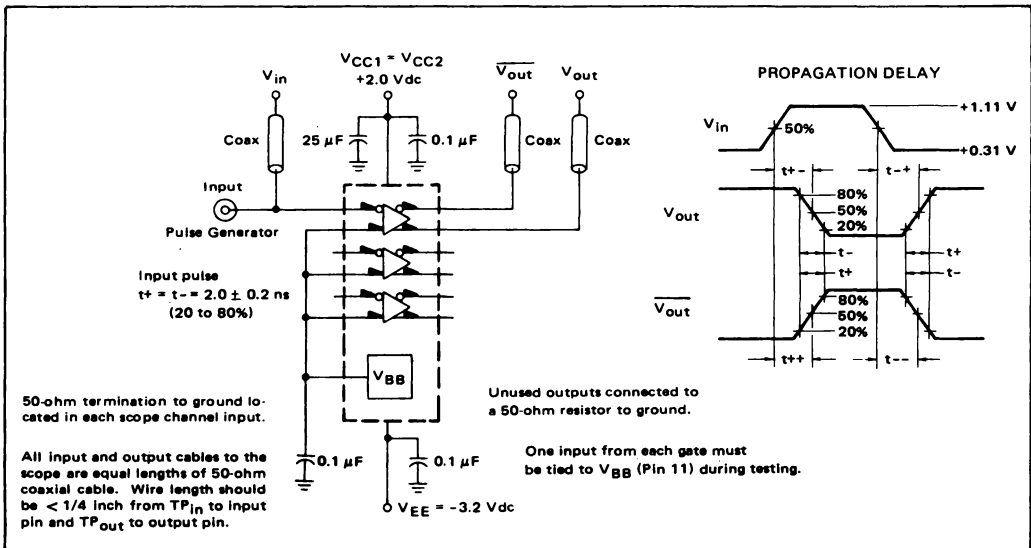 VCC1 = VCC2
+2.0 Vdc
Vin
Vout
Vout
Coax
25 μF
0.1 μF
Coax
Coax
Input
Pulse Generator
Input pulse
t+ = t- = 2.0 ± 0.2 ns
(20 to 80%)
VBB
50-ohm termination to ground lo-
cated in each scope channel input.
All input and output cables to the
scope are equal lengths of 50-ohm
coaxial cable. Wire length should
be < 1/4 inch from TPin to input
pin and TPout to output pin.
0.1 μF
0.1 μF
VEE = -3.2 Vdc
Unused outputs connected to
a 50-ohm resistor to ground.
One input from each gate must
be tied to VBB (Pin 11) during testing.
PROPAGATION DELAY
Vin
50%
+1.11 V
+0.31 V
t+-
t-+
Vout
80%
50%
20%
t-
t+
t+
t-
Vout
80%
50%
20%
t++
t--